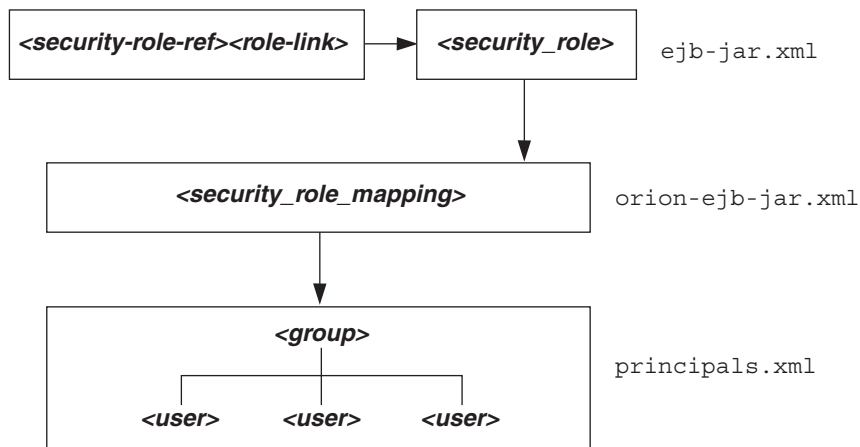 <security-role-ref><role-link>
<security_role>
ejb-jar.xml
<security_role_mapping>
orion-ejb-jar.xml
<group>
principals.xml
<user>
<user>
<user>